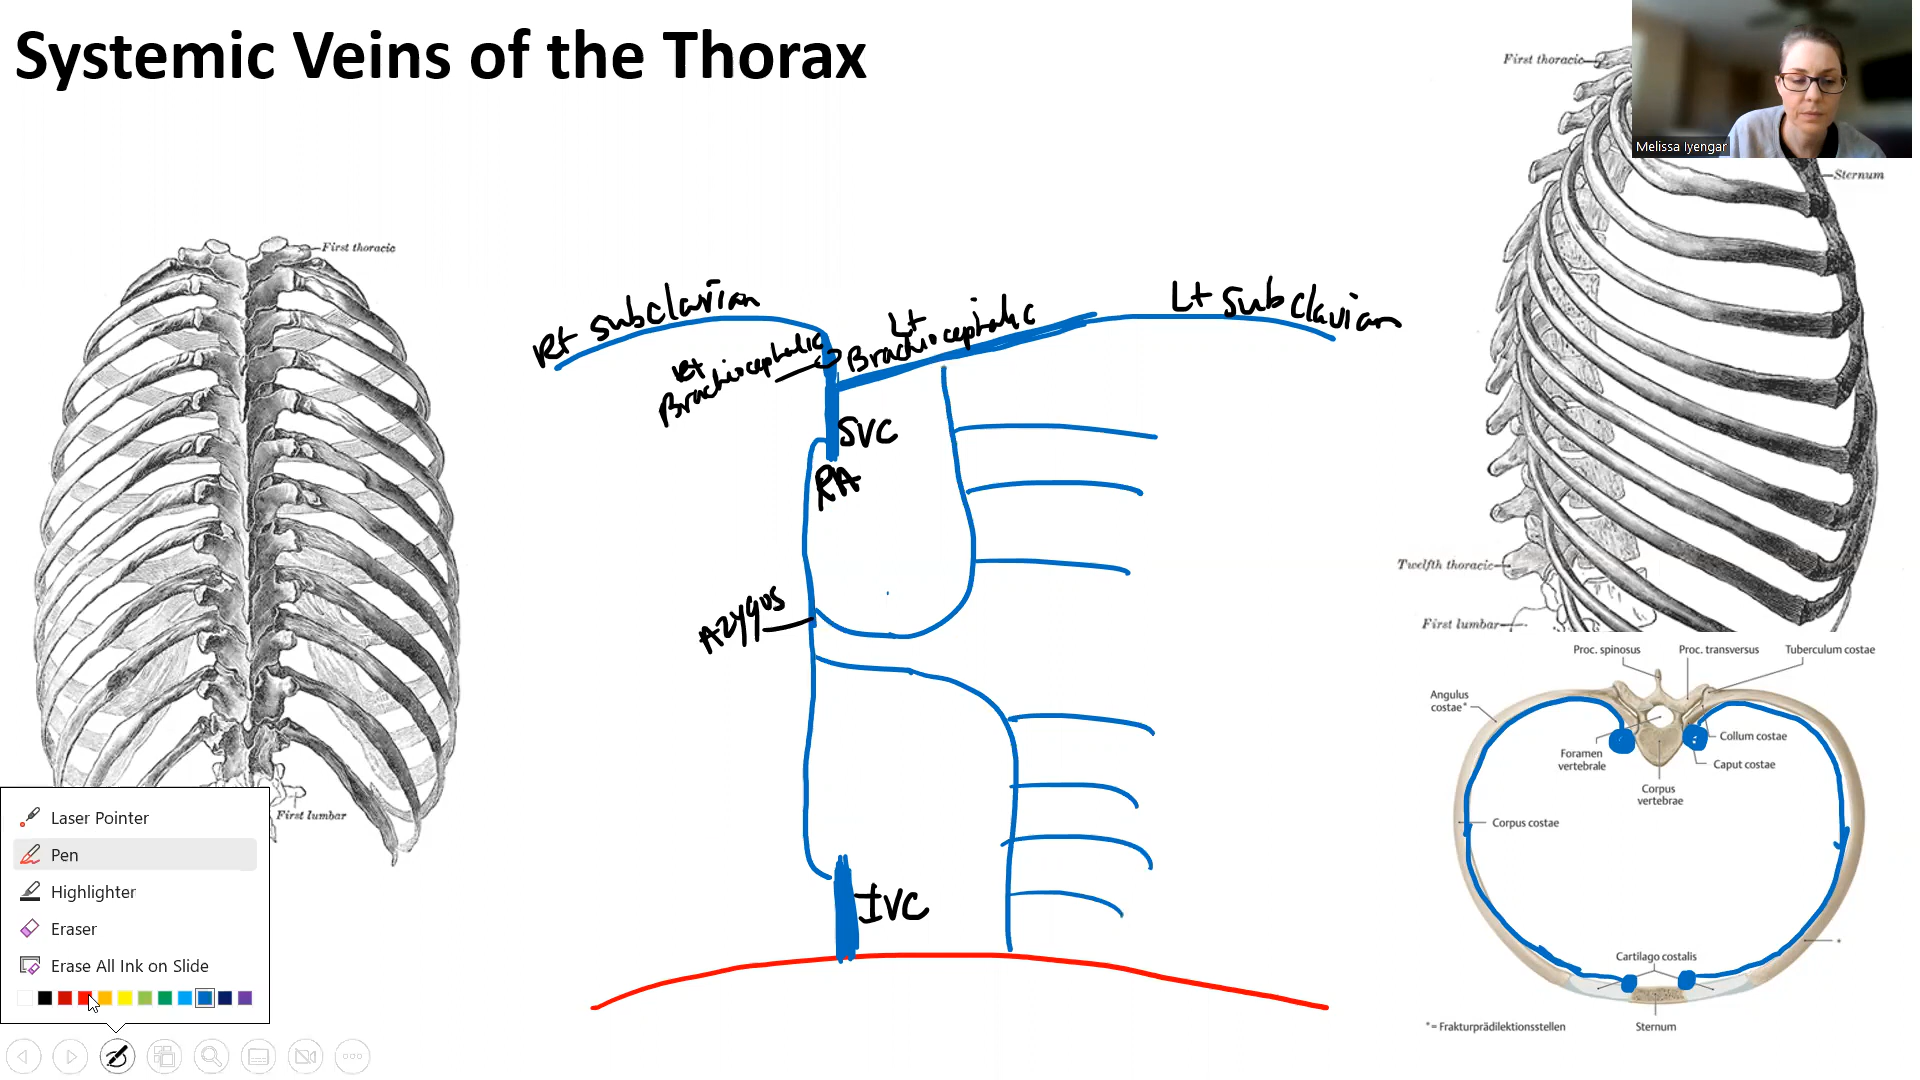 Systemic Veins of the Thorax
Melissa Iyengar
First thoracic
Sternum
First thoracic
Rt subclavian
Lt
Brachiocephalic
Lt subclavian
Rt
Brachiocephalic
SVC
RA
Azygos
IVC
Twelfth thoracic
First lumbar
First lumbar
Proc. spinosus
Proc. transversus
Tuberculum costae
Angulus
costae*
Foramen
vertebrale
Collum costae
Caput costae
Corpus
vertebrae
Corpus costae
*
Cartilago costalis
* = Frakturprädilektionsstellen
Sternum
Laser Pointer
Pen
Highlighter
Eraser
Erase All Ink on Slide